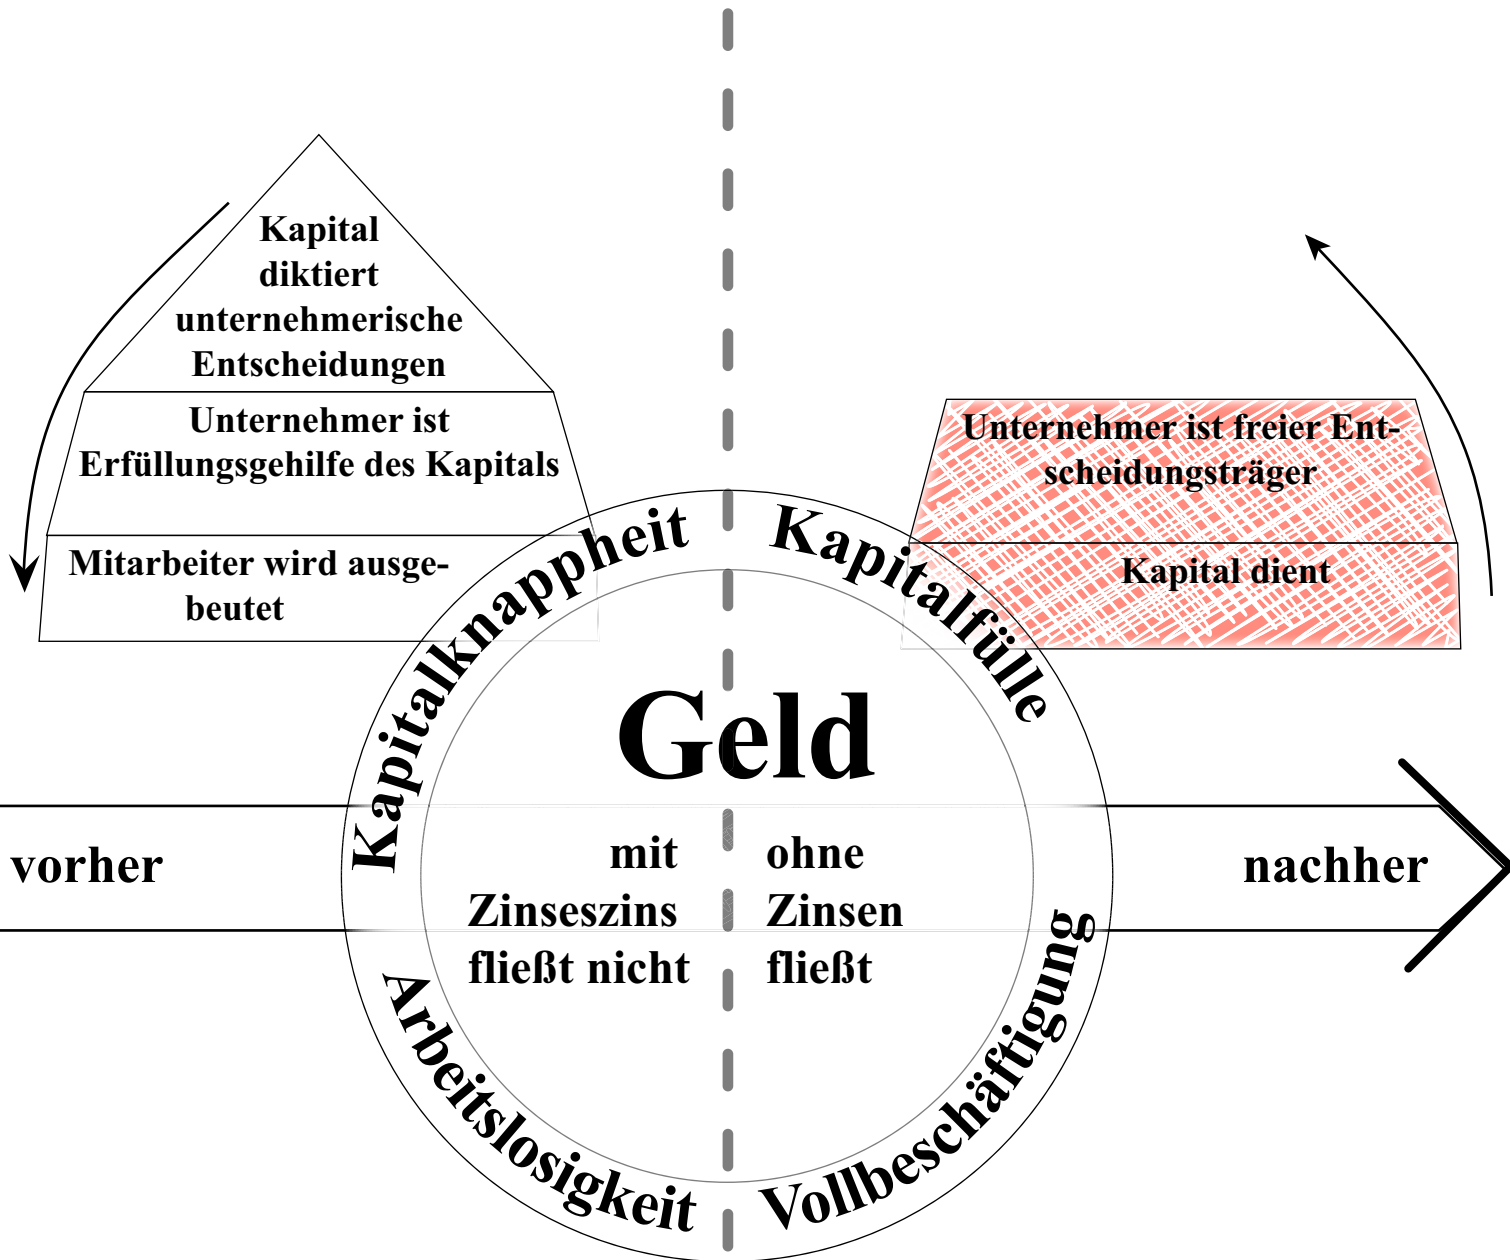 Kapital
diktiert
unternehmerische
Entscheidungen
Unternehmer ist
Erfüllungsgehilfe des Kapitals
Mitarbeiter wird ausge-
beutet
Unternehmer ist freier Ent-
scheidungsträger
Kapital dient
Kapitalknappheit
Kapitalfülle
Geld
mit
Zinseszins
fließt nicht
ohne
Zinsen
fließt
vorher
nachher
Arbeitslosigkeit
Vollbeschäftigung